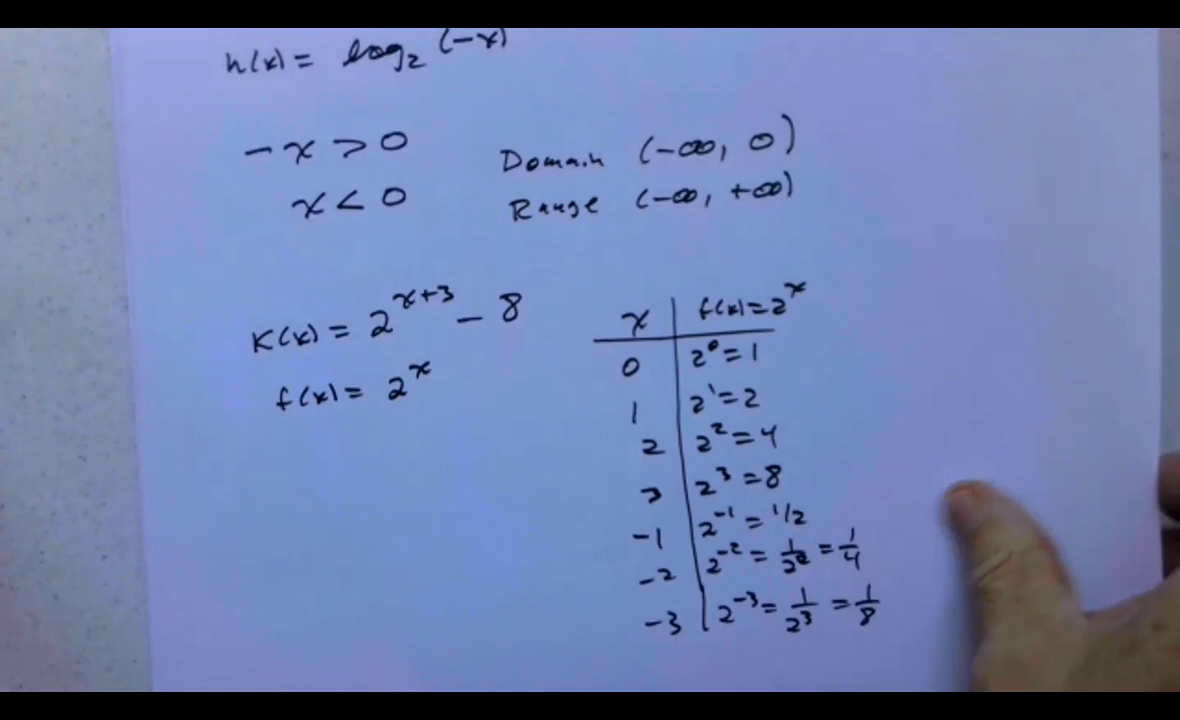 h(x) = log₂ (-x)
-x > 0
x < 0
Domain (-∞, 0)
Range (-∞, +∞)
K(x) = 2^(x+3) - 8
f(x) = 2^x
x | f(x) = 2^x
0 | 2^0 = 1
1 | 2^1 = 2
2 | 2^2 = 4
3 | 2^3 = 8
-1 | 2^-1 = 1/2
-2 | 2^-2 = 1/2^2 = 1/4
-3 | 2^-3 = 1/2^3 = 1/8